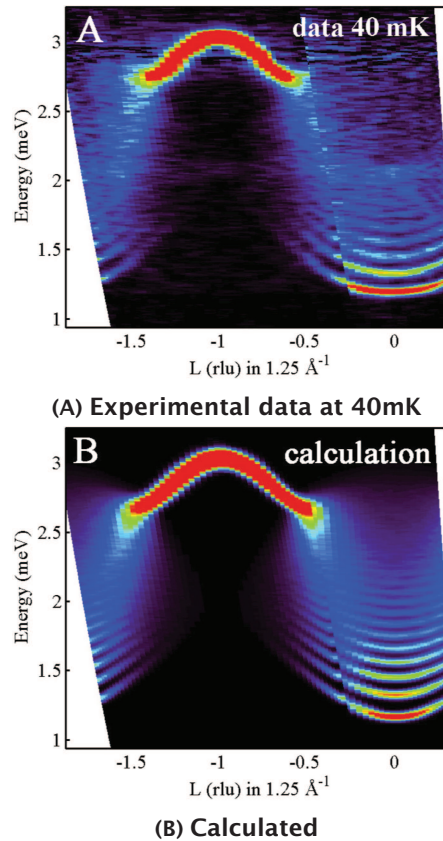 A
data 40 mK
3
2.5
2
1.5
1
Energy (meV)
-1.5
-1
-0.5
0
L (rlu) in 1.25 Å⁻¹
(A) Experimental data at 40mK
B
calculation
3
2.5
2
1.5
1
Energy (meV)
-1.5
-1
-0.5
0
L (rlu) in 1.25 Å⁻¹
(B) Calculated